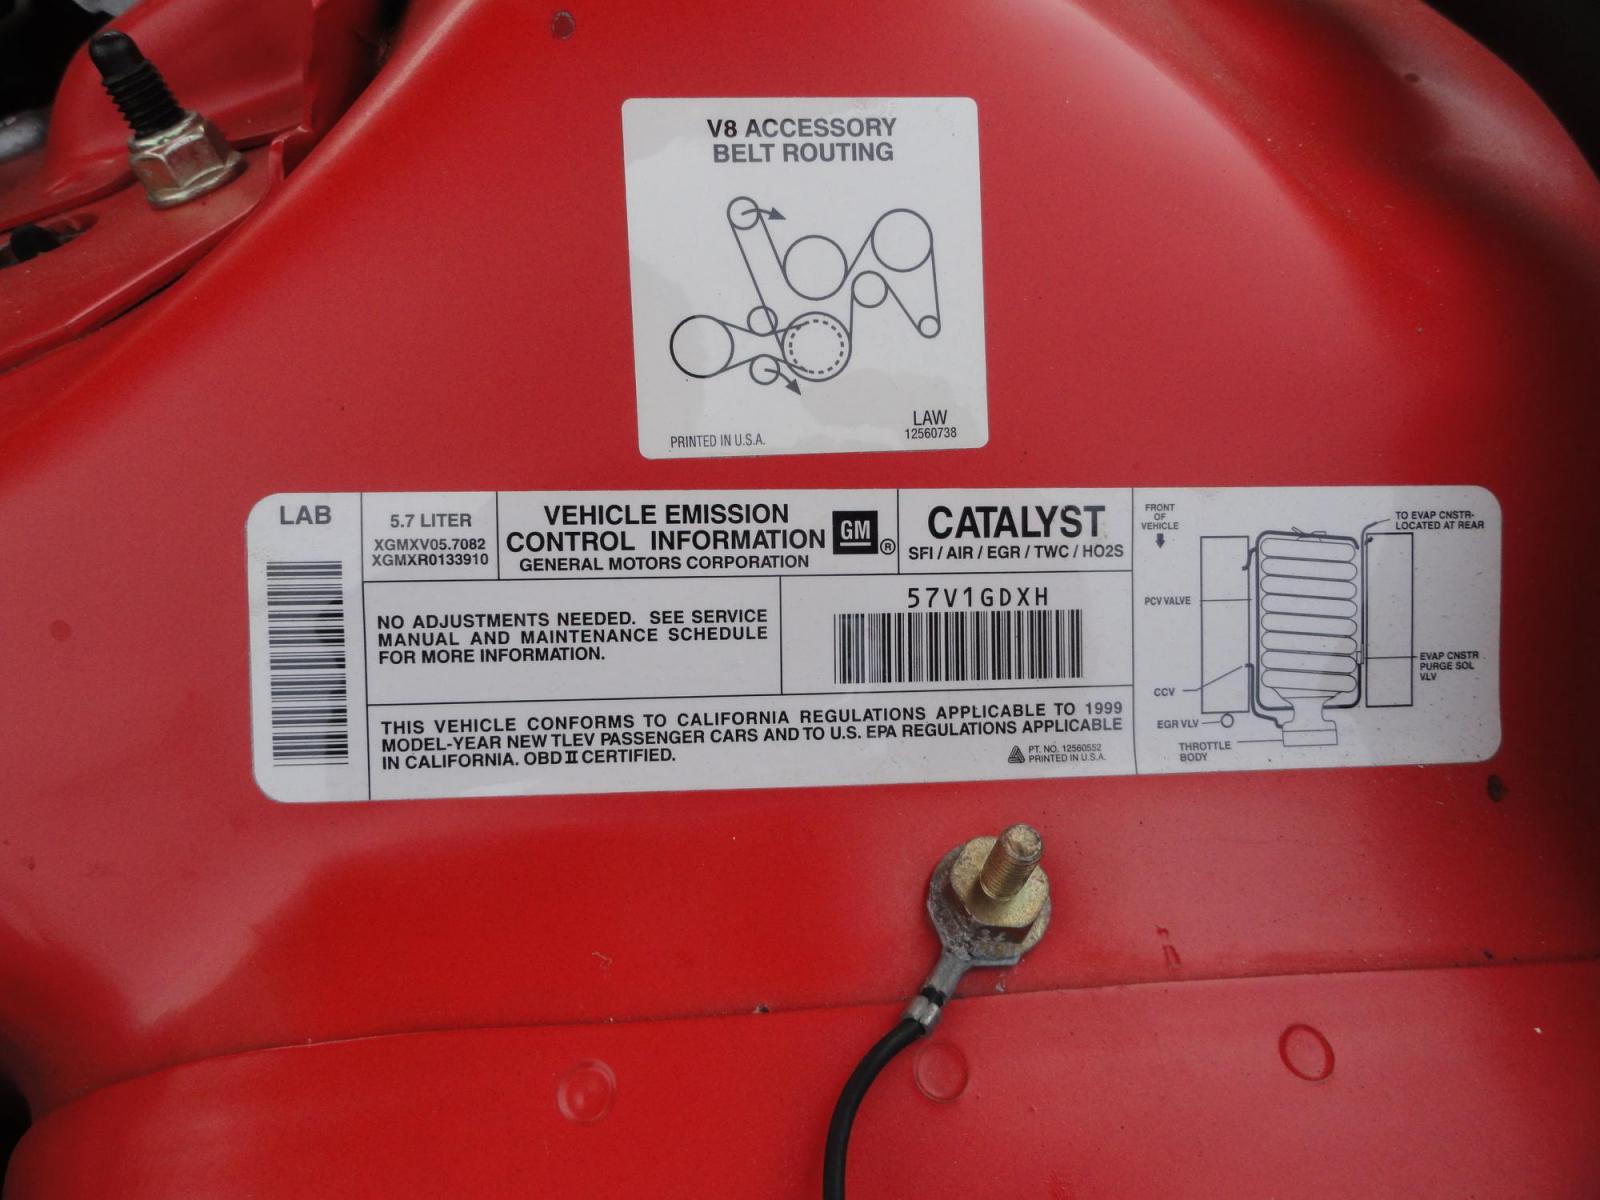 V8 ACCESSORY
BELT ROUTING
LAW
12560738
PRINTED IN U.S.A.
LAB
5.7 LITER
XGMXV05.7082
XGMXR0133910
VEHICLE EMISSION
CONTROL INFORMATION
GENERAL MOTORS CORPORATION
GM ®
CATALYST
SFI / AIR / EGR / TWC / HO2S
NO ADJUSTMENTS NEEDED. SEE SERVICE
MANUAL AND MAINTENANCE SCHEDULE
FOR MORE INFORMATION.
57V1GDXH
THIS VEHICLE CONFORMS TO CALIFORNIA REGULATIONS APPLICABLE TO 1999
MODEL-YEAR NEW TLEV PASSENGER CARS AND TO U.S. EPA REGULATIONS APPLICABLE
IN CALIFORNIA. OBD II CERTIFIED.
PT. NO. 12560552
PRINTED IN U.S.A.
FRONT
OF
VEHICLE
TO EVAP CNSTR-
LOCATED AT REAR
PCV VALVE
EVAP CNSTR
PURGE SOL
VLV
CCV
EGR VLV
THROTTLE
BODY